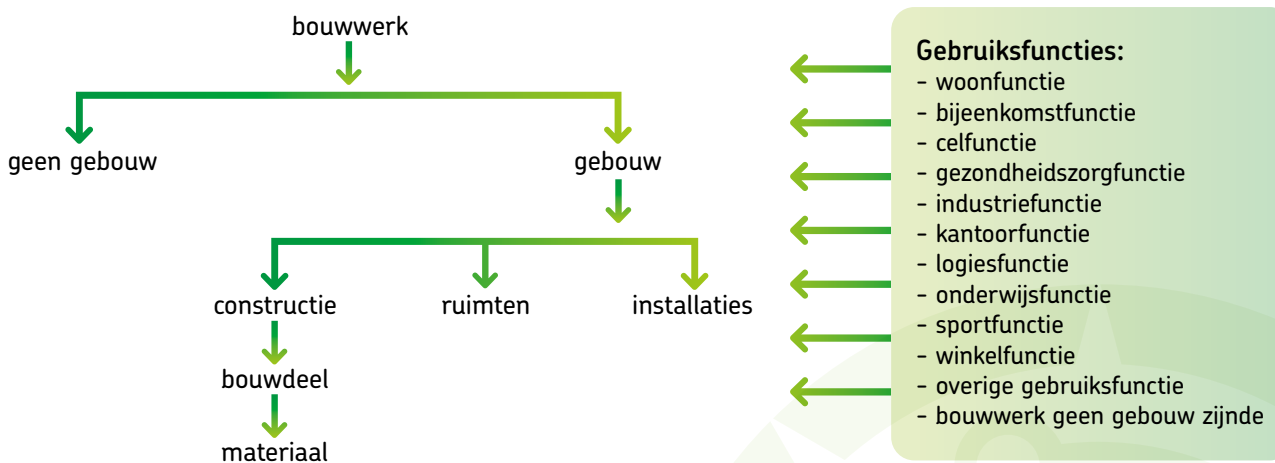 bouwwerk
geen gebouw
gebouw
constructie
ruimten
installaties
bouwdeel
materiaal
Gebruiksfuncties:
- woonfunctie
- bijeenkomstfunctie
- celfunctie
- gezondheidszorgfunctie
- industriefunctie
- kantoorfunctie
- logiesfunctie
- onderwijsfunctie
- sportfunctie
- winkelfunctie
- overige gebruiksfunctie
- bouwwerk geen gebouw zijnde